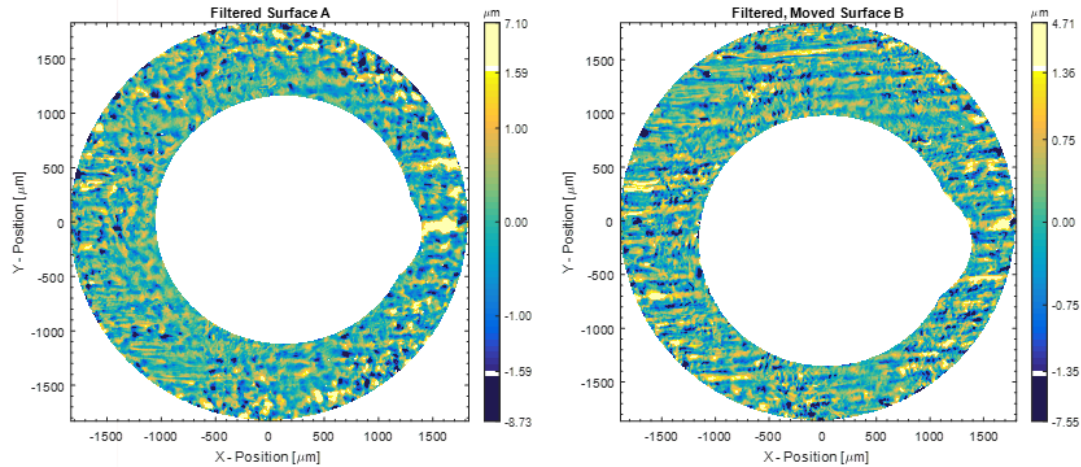 Filtered Surface A
μm
7.10
1.59
1.00
0.00
-1.00
-1.59
-8.73
1500
1000
500
0
-500
-1000
-1500
Y - Position [μm]
-1500 -1000 -500 0 500 1000 1500
X - Position [μm]
Filtered, Moved Surface B
μm
4.71
1.36
0.75
0.00
-0.75
-1.35
-7.55
1500
1000
500
0
-500
-1000
-1500
Y - Position [μm]
-1500 -1000 -500 0 500 1000 1500
X - Position [μm]